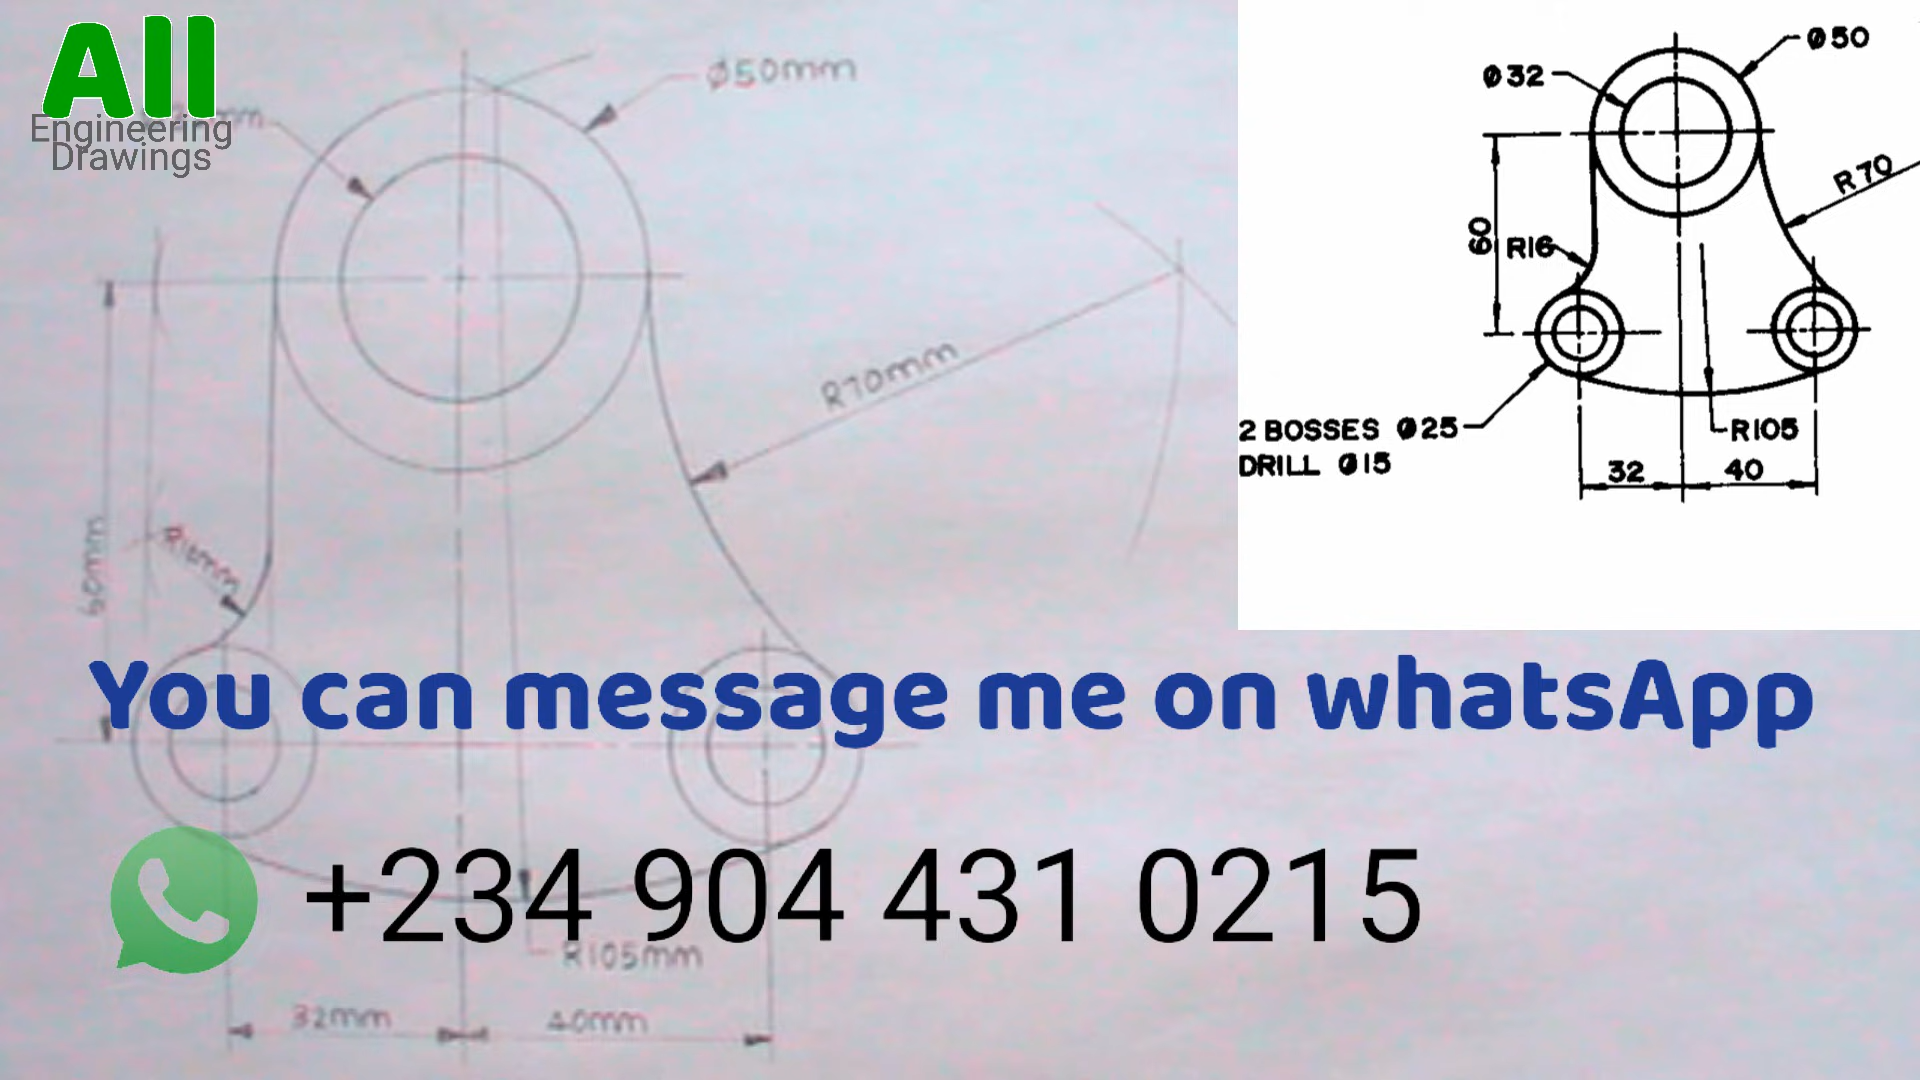 All
Engineering
Drawings
Ø50mm
R70mm
60mm
R16mm
R105mm
32mm
40mm
Ø50
Ø32
R70
60
R16
2 BOSSES Ø25
DRILL Ø15
R105
32
40
You can message me on whatsApp
+234 904 431 0215